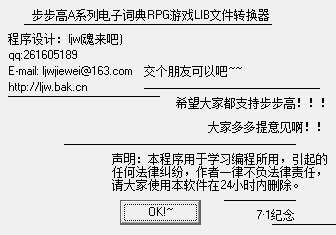 步步高A系列电子词典RPG游戏LIB文件转换器
程序设计：ljw(魂来吧)
qq:261605189
E-mail: ljwjiewei@163.com 交个朋友可以吧~~
http://ljw.bak.cn
希望大家都支持步步高！！！
大家多多提意见啊！！
声明：本程序用于学习编程所用，引起的
任何法律纠纷，作者一律不负法律责任，
请大家使用本软件在24小时内删除。
OK!~
7·1纪念